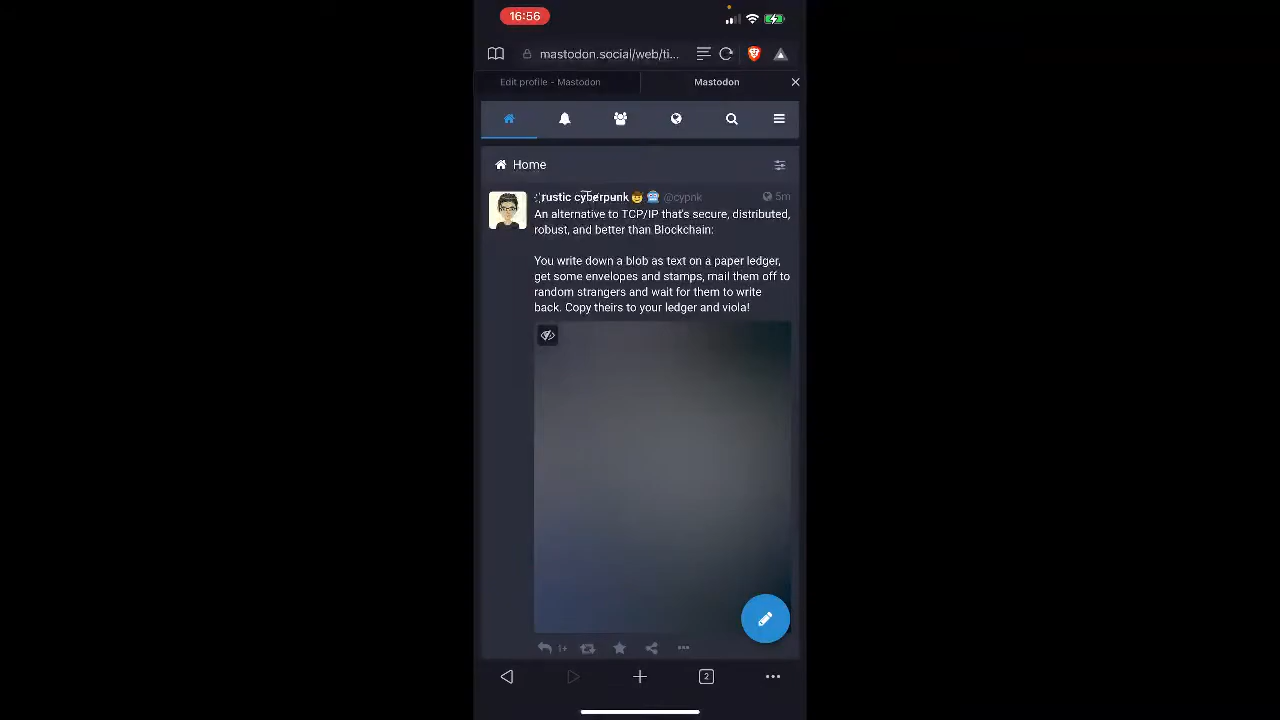 16:56
mastodon.social/web/ti...
Edit profile - Mastodon
Mastodon
Home
rustic cyberpunk 🤠 🤖 @cypnk 5m
An alternative to TCP/IP that's secure, distributed,
robust, and better than Blockchain:
You write down a blob as text on a paper ledger,
get some envelopes and stamps, mail them off to
random strangers and wait for them to write
back. Copy theirs to your ledger and viola!
1+
2